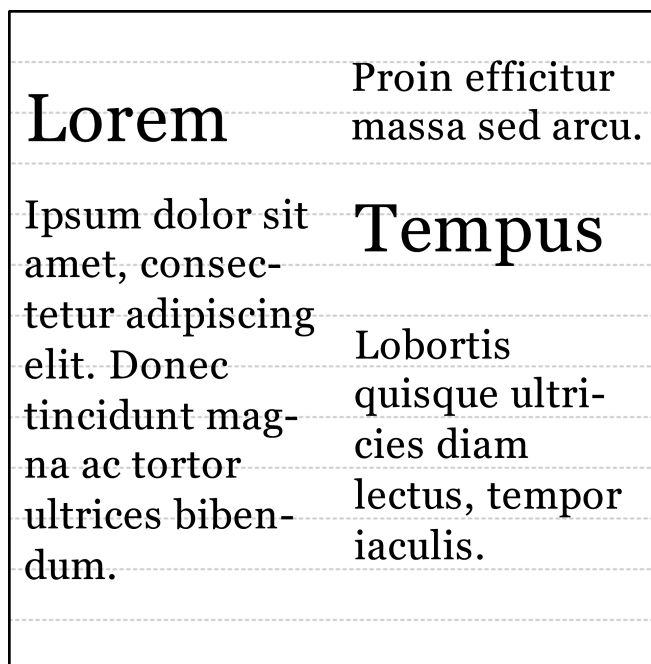 Lorem
Ipsum dolor sit
amet, consec-
tetur adipiscing
elit. Donec
tincidunt mag-
na ac tortor
ultrices biben-
dum.
Proin efficitur
massa sed arcu.
Tempus
Lobortis
quisque ultri-
cies diam
lectus, tempor
iaculis.